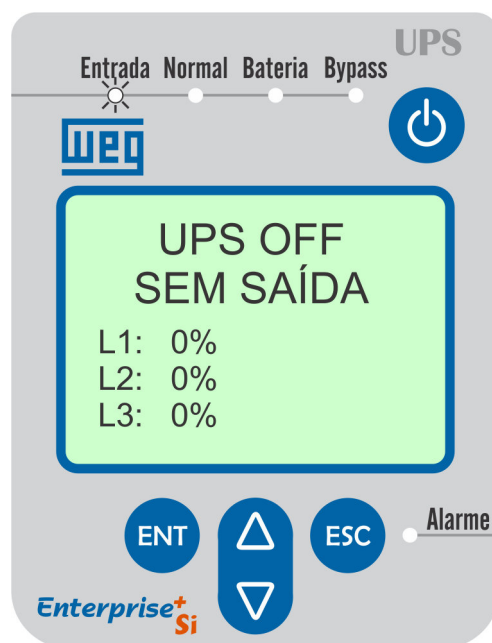 UPS
Entrada Normal Bateria Bypass
weg
UPS OFF
SEM SAÍDA
L1: 0%
L2: 0%
L3: 0%
ENT
ESC
Alarme
Enterprise+
Si